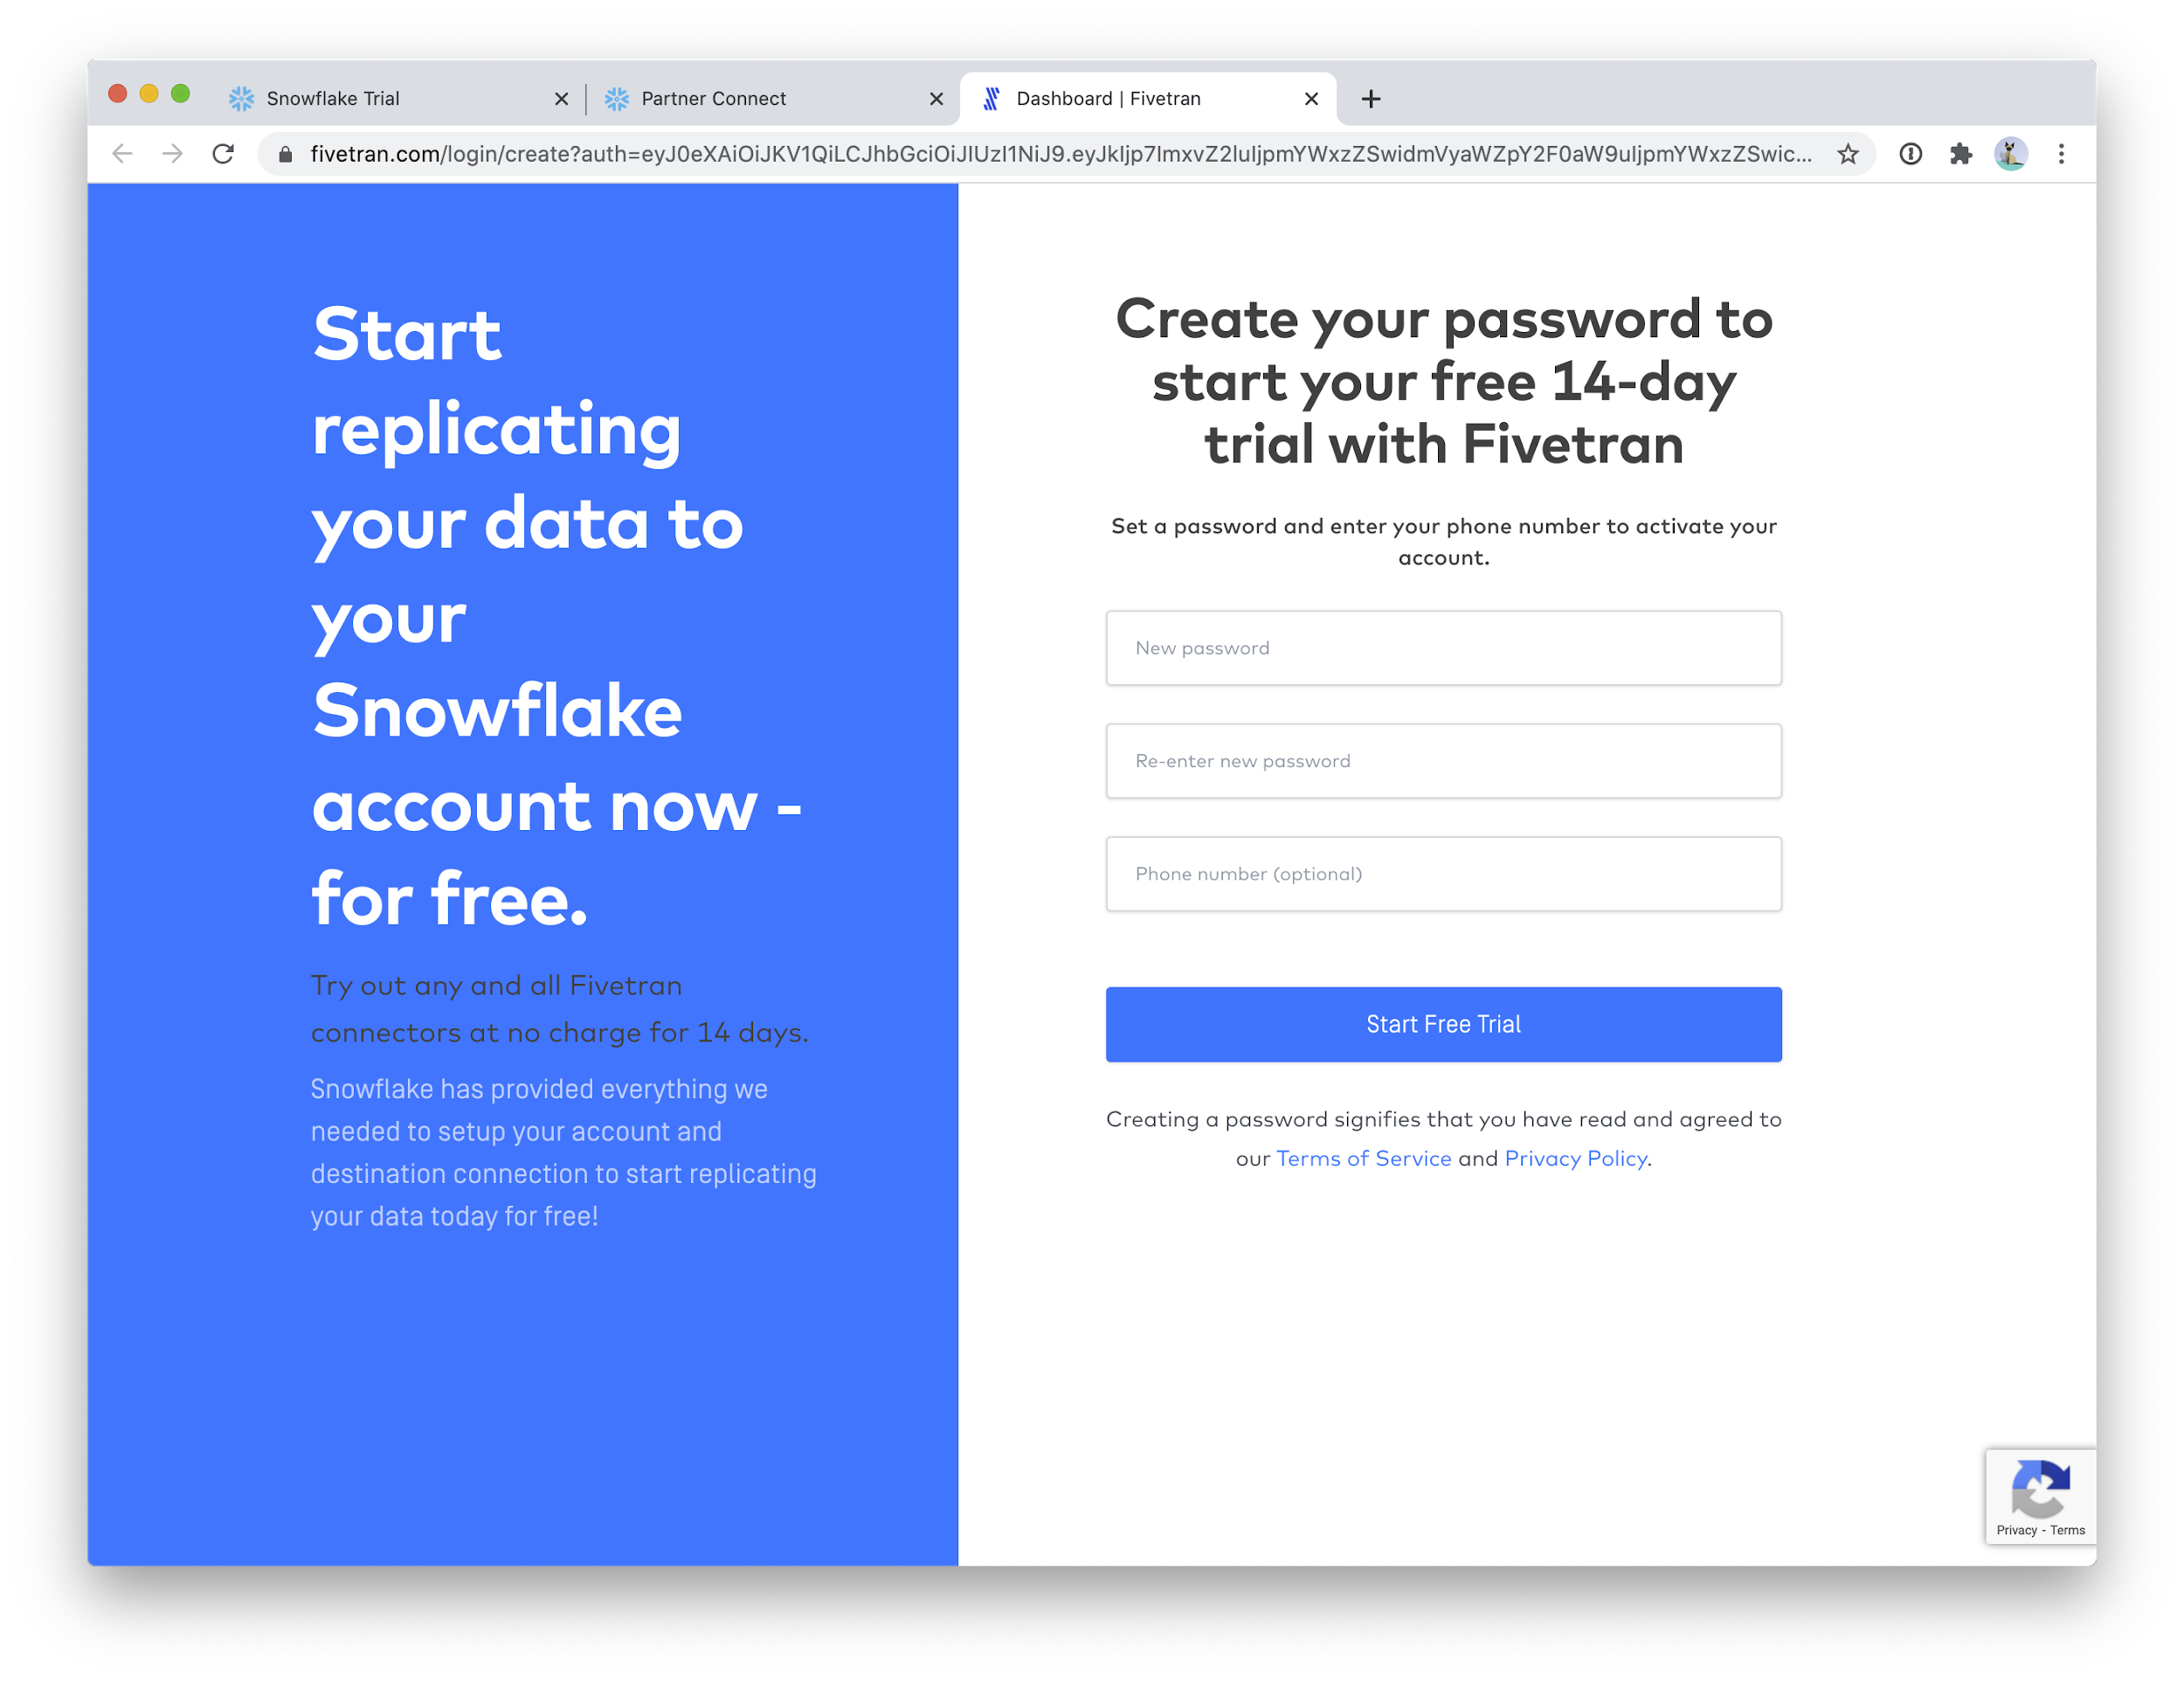 Snowflake Trial
Partner Connect
Dashboard | Fivetran
fivetran.com/login/create?auth=eyJ0eXAiOiJKV1QiLCJhbGciOiJIUzI1NiJ9.eyJkIjp7ImxvZ2luIjpmYWxzZSwidmVyaWZpY2F0aW9uIjpmYWxzZSwic...
Start
replicating
your data to
your
Snowflake
account now -
for free.
Try out any and all Fivetran
connectors at no charge for 14 days.
Snowflake has provided everything we
needed to setup your account and
destination connection to start replicating
your data today for free!
Create your password to
start your free 14-day
trial with Fivetran
Set a password and enter your phone number to activate your
account.
New password
Re-enter new password
Phone number (optional)
Start Free Trial
Creating a password signifies that you have read and agreed to
our Terms of Service and Privacy Policy.
Privacy - Terms